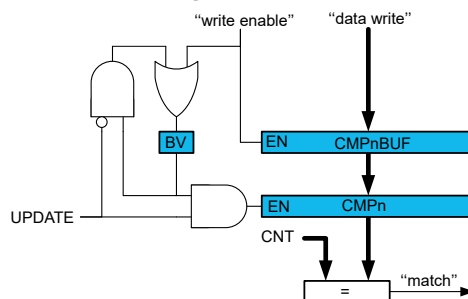 “write enable” “data write”
BV
EN CMPnBUF
EN CMPn
UPDATE
CNT
= “match”